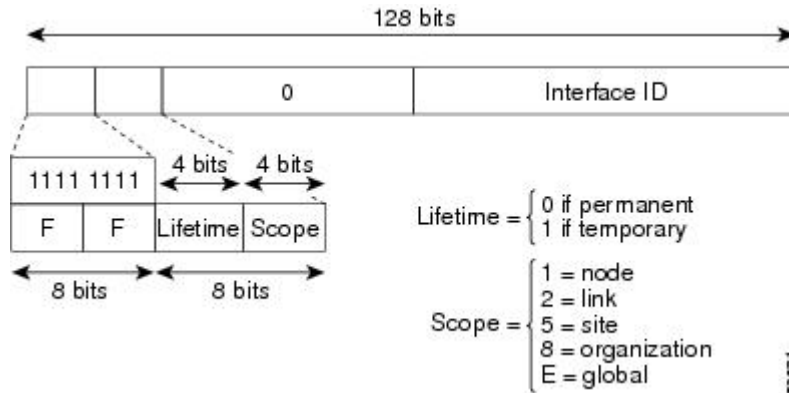 128 bits
0 Interface ID
4 bits 4 bits
1111 1111
F F Lifetime Scope
8 bits 8 bits
Lifetime = 0 if permanent
1 if temporary
Scope = 1 = node
2 = link
5 = site
8 = organization
E = global